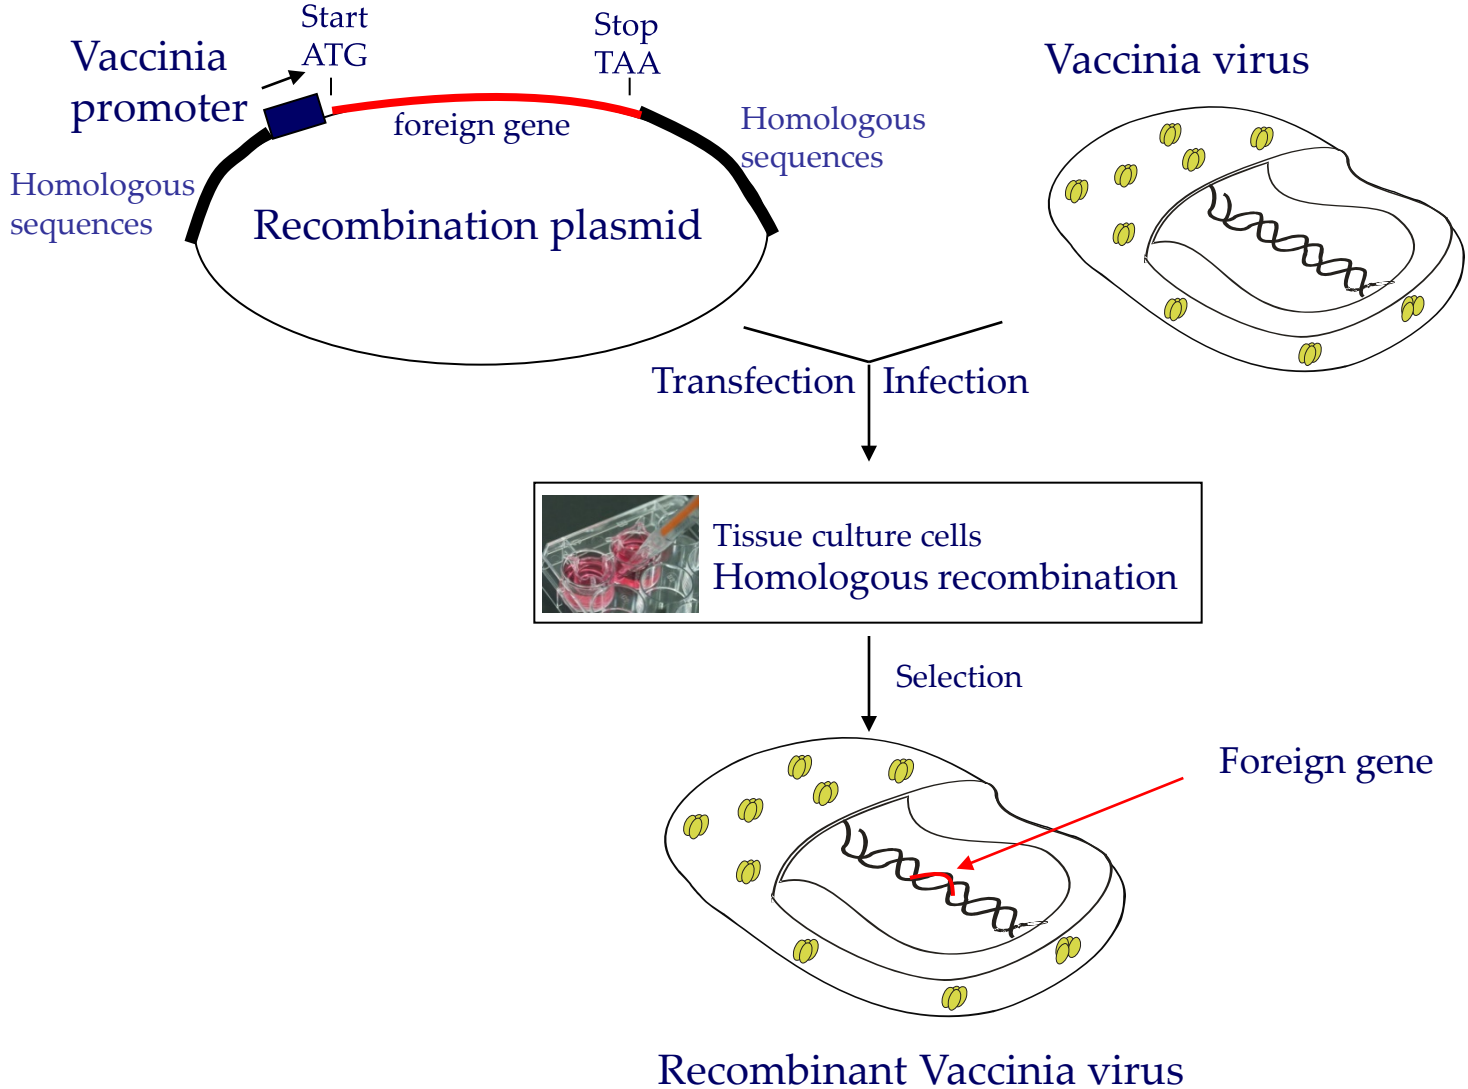 Start
ATG
Stop
TAA
Vaccinia
promoter
foreign gene
Homologous
sequences
Homologous
sequences
Recombination plasmid
Vaccinia virus
Transfection
Infection
Tissue culture cells
Homologous recombination
Selection
Foreign gene
Recombinant Vaccinia virus